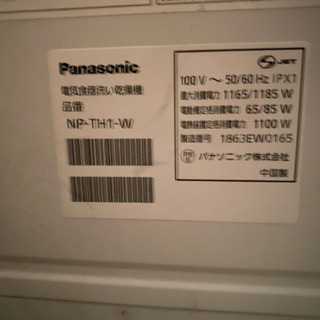 Panasonic
電気食器洗い乾燥機
品番
NP-TH1-W
S JET
100 V ～ 50/60 Hz IPX1
最大消費電力 1165/1185 W
電動機定格消費電力 65/85 W
電熱器定格消費電力 1100 W
製造番号 1863EW0165
パナソニック株式会社
中国製